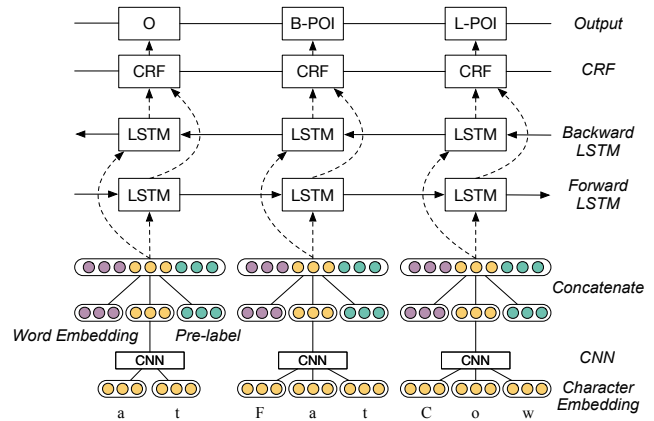 O B-POI L-POI Output
CRF CRF CRF CRF
LSTM LSTM LSTM Backward
LSTM
LSTM LSTM LSTM Forward
LSTM
Concatenate
Word Embedding Pre-label
CNN CNN CNN CNN
Character
Embedding
a t F a t C o w